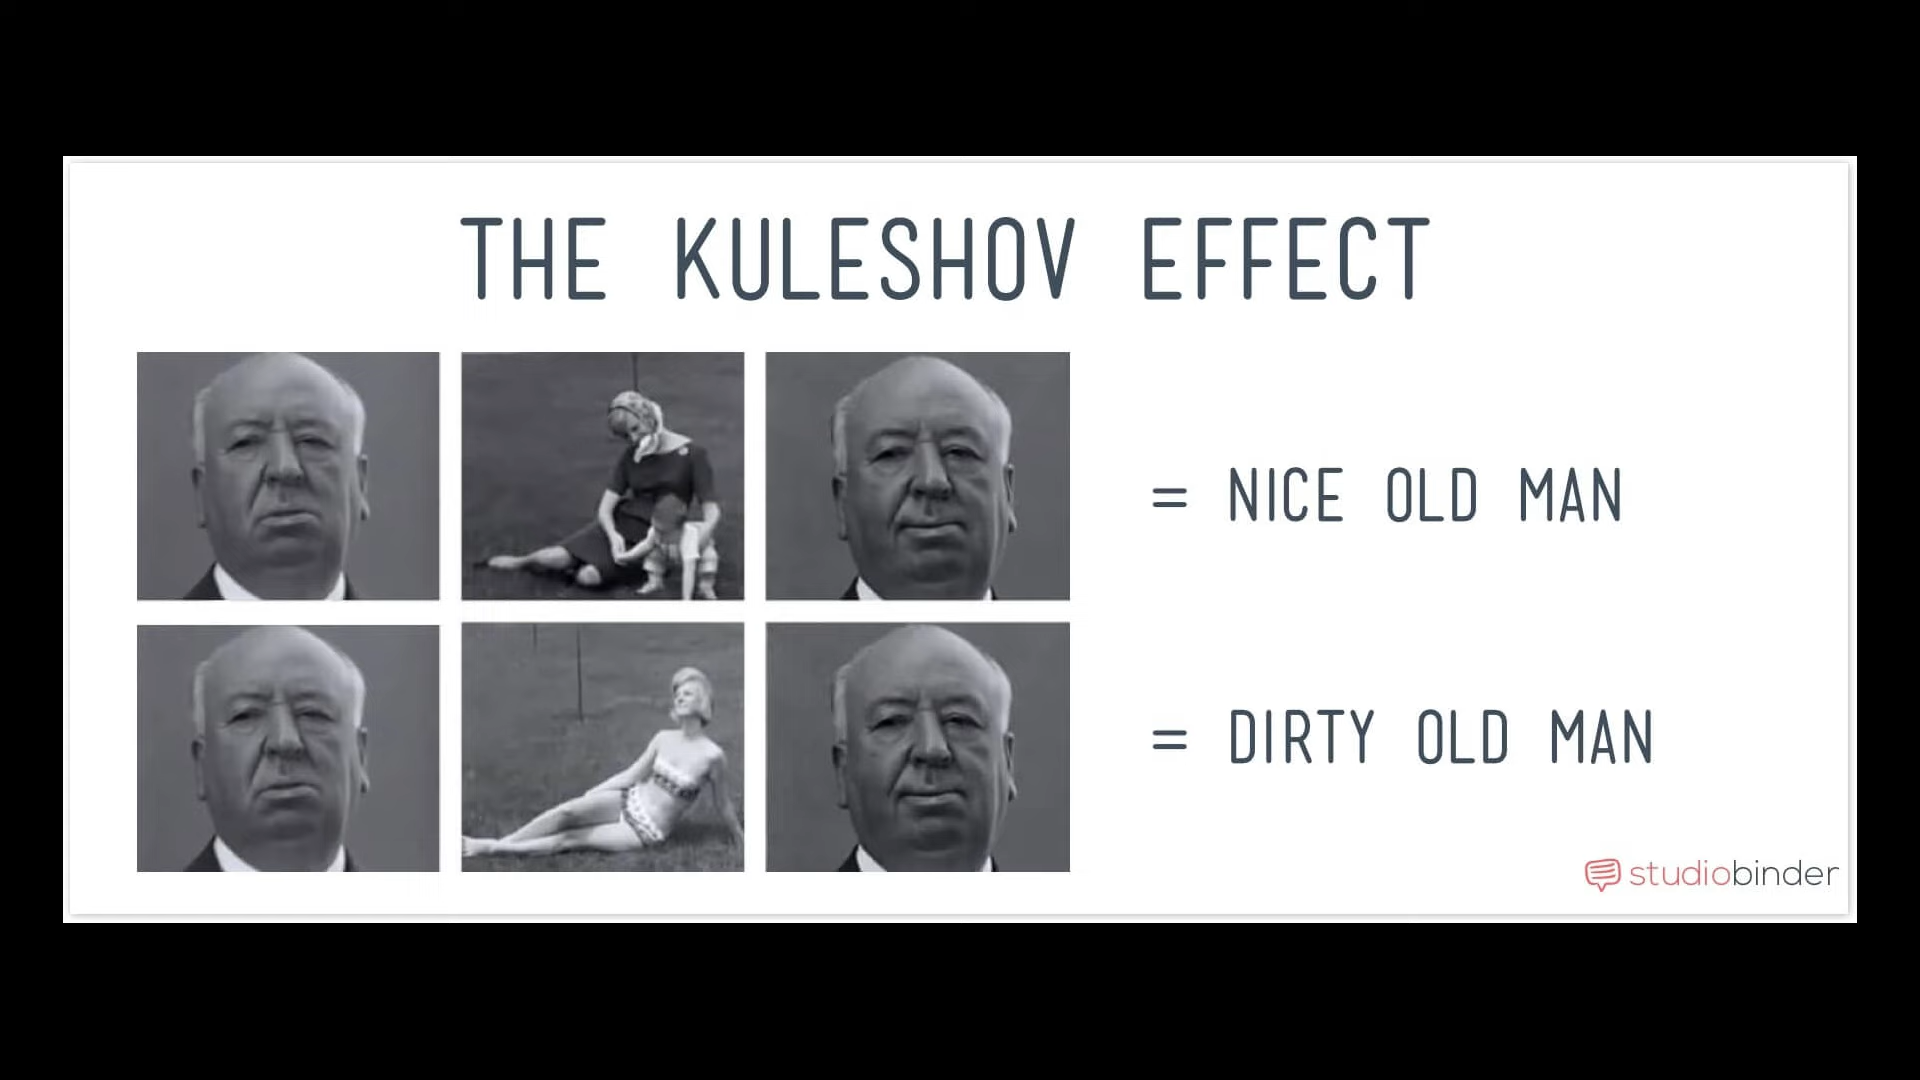 THE KULESHOV EFFECT
= NICE OLD MAN
= DIRTY OLD MAN
studiobinder